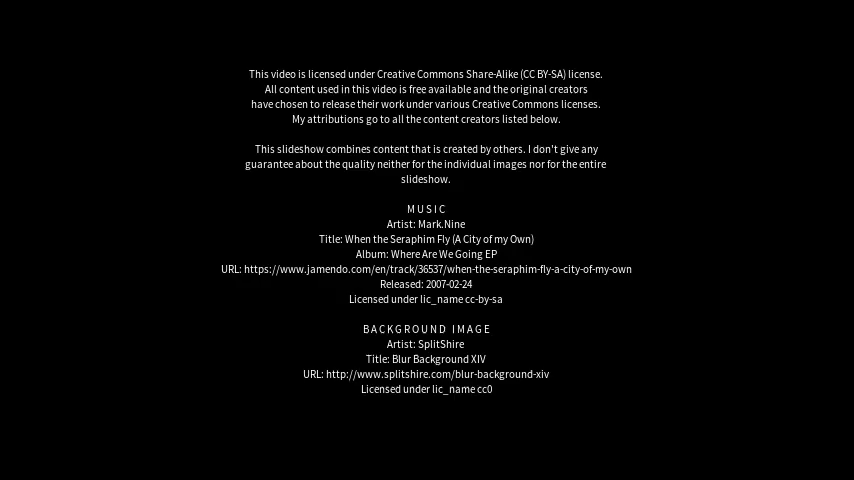 This video is licensed under Creative Commons Share-Alike (CC BY-SA) license.
All content used in this video is free available and the original creators
have chosen to release their work under various Creative Commons licenses.
My attributions go to all the content creators listed below.
This slideshow combines content that is created by others. I don't give any
guarantee about the quality neither for the individual images nor for the entire
slideshow.
MUSIC
Artist: Mark.Nine
Title: When the Seraphim Fly (A City of my Own)
Album: Where Are We Going EP
URL: https://www.jamendo.com/en/track/36537/when-the-seraphim-fly-a-city-of-my-own
Released: 2007-02-24
Licensed under lic_name cc-by-sa
BACKGROUND IMAGE
Artist: SplitShire
Title: Blur Background XIV
URL: http://www.splitshire.com/blur-background-xiv
Licensed under lic_name cc0